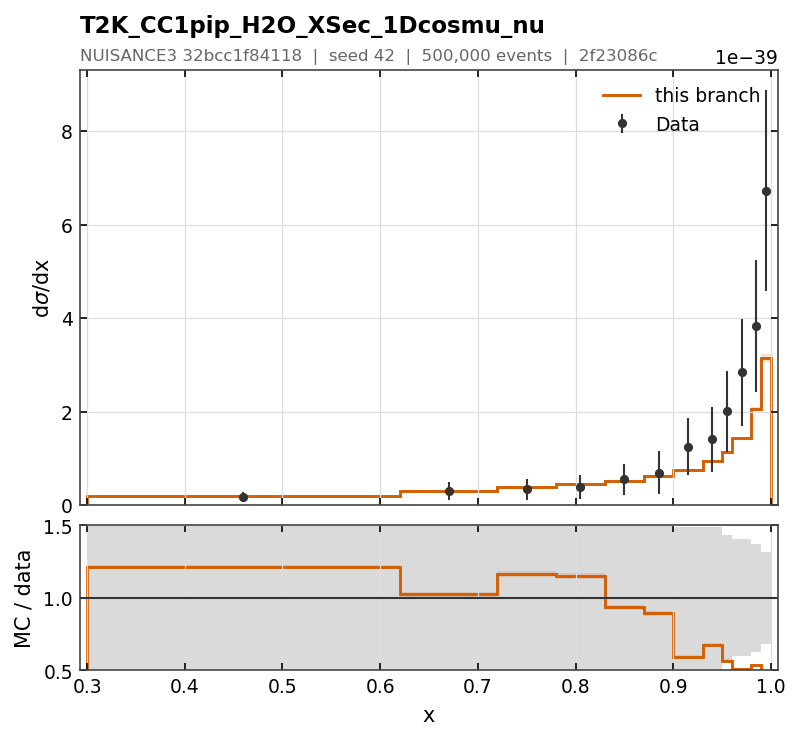 T2K_CC1pip_H2O_XSec_1Dcosmu_nu
NUISANCE3 32bcc1f84118 | seed 42 | 500,000 events | 2f23086c
1e−39
this branch
Data
8
6
4
2
0
dσ/dx
1.5
1.0
0.5
MC / data
0.3 0.4 0.5 0.6 0.7 0.8 0.9 1.0
x